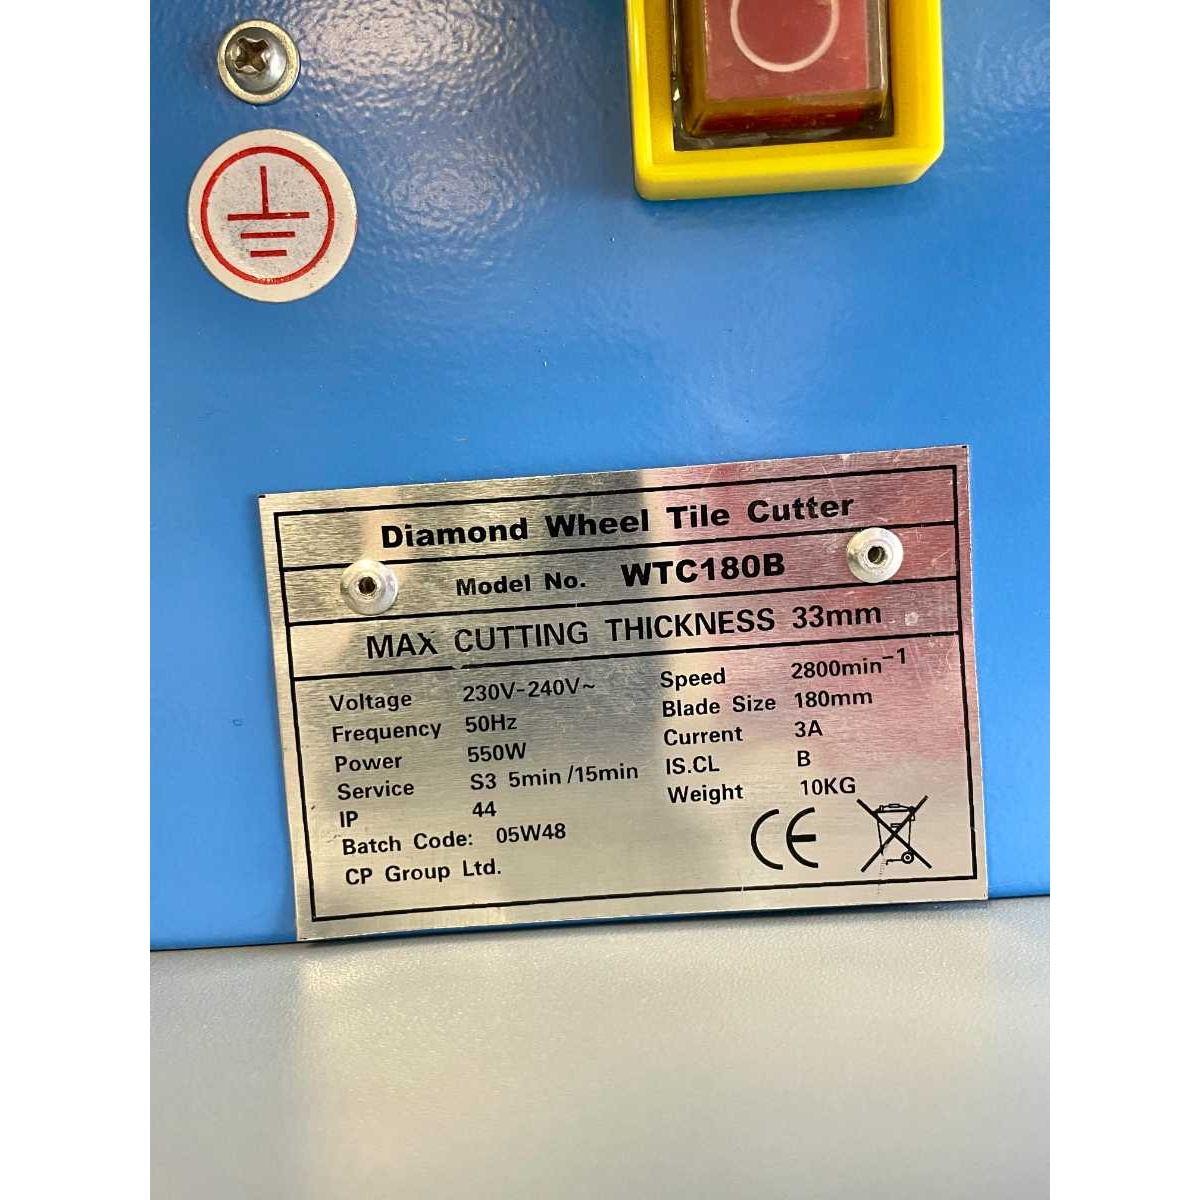 Diamond Wheel Tile Cutter
Model No. WTC180B
MAX CUTTING THICKNESS 33mm
Voltage 230V-240V~
Frequency 50Hz
Power 550W
Service S3 5min/15min
IP 44
Batch Code: 05W48
CP Group Ltd.
Speed 2800min⁻¹
Blade Size 180mm
Current 3A
IS.CL B
Weight 10KG
CE